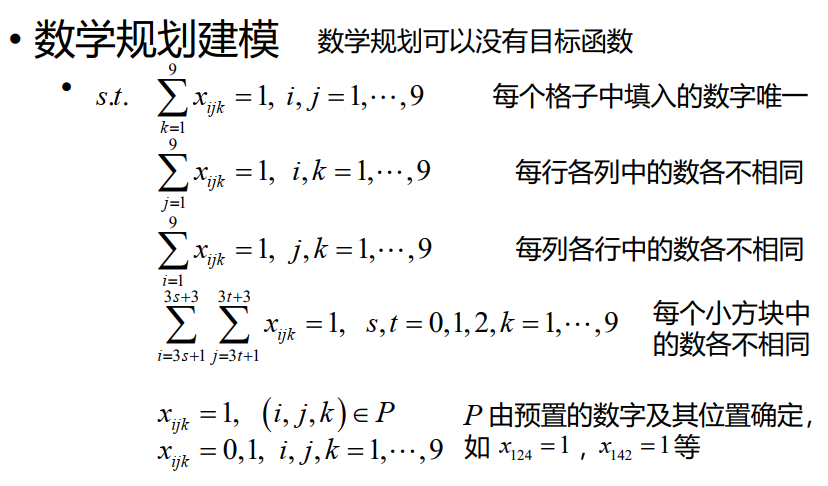 • 数学规划建模 数学规划可以没有目标函数
• s.t. \sum_{k=1}^{9} x_{ijk} = 1, i, j = 1,⋯,9 每个格子中填入的数字唯一
\sum_{j=1}^{9} x_{ijk} = 1, i,k = 1,⋯,9 每行各列中的数各不相同
\sum_{i=1}^{9} x_{ijk} = 1, j,k = 1,⋯,9 每列各行中的数各不相同
\sum_{i=3s+1}^{3s+3} \sum_{j=3t+1}^{3t+3} x_{ijk} = 1, s,t = 0,1,2,k = 1,⋯,9 每个小方块中
的数各不相同
x_{ijk} = 1, (i,j,k) ∈ P P 由预置的数字及其位置确定，
x_{ijk} = 0,1, i,j,k = 1,⋯,9 如 x_{124} = 1 , x_{142} = 1 等